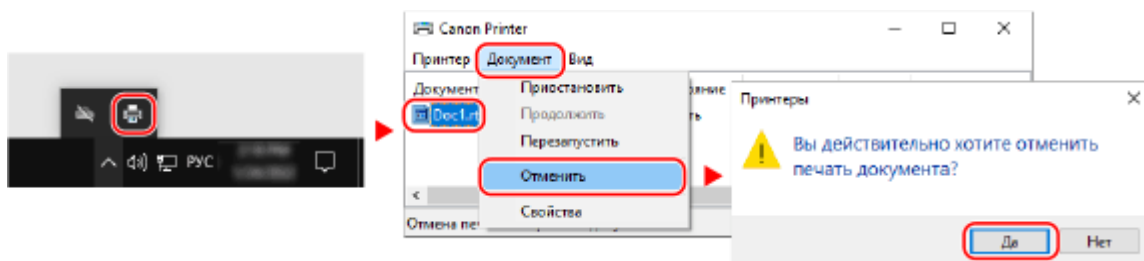 РУС
Canon Printer
Принтер Документ Вид
Документ
Doc1.rt
Приостановить
Продолжить
Перезапустить
Отменить
Свойства
Отмена
Принтеры
Вы действительно хотите отменить
печать документа?
Да Нет